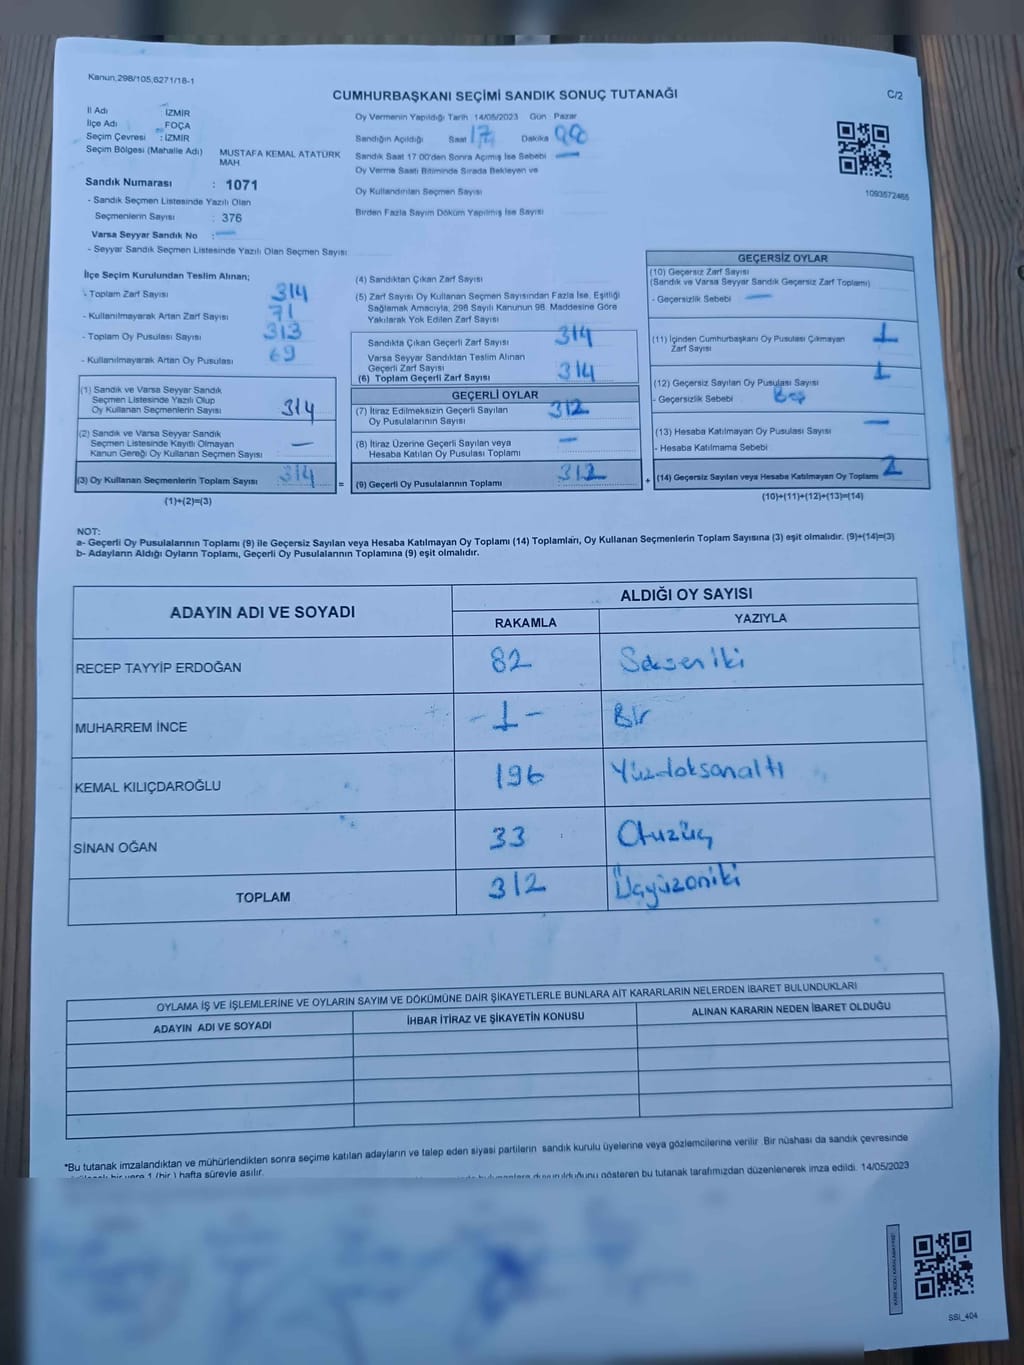 Kanun,298/105,6271/18-1
CUMHURBAŞKANI SEÇİMİ SANDIK SONUÇ TUTANAĞI
C/2
İl Adı : İZMİR
İlçe Adı : FOÇA
Seçim Çevresi : İZMİR
Seçim Bölgesi (Mahalle Adı) MUSTAFA KEMAL ATATÜRK MAH.
Sandık Numarası : 1071
- Sandık Seçmen Listesinde Yazılı Olan
Seçmenlerin Sayısı : 376
Varsa Seyyar Sandık No : —
- Seyyar Sandık Seçmen Listesinde Yazılı Olan Seçmen Sayısı
Oy Vermenin Yapıldığı Tarih 14/05/2023 Gün Pazar
Sandığın Açıldığı Saat 17 Dakika
Sandık Saat 17:00'den Sonra Açılmış İse Sebebi —
Oy Verme Saati Bitiminde Sırada Bekleyen ve
Oy Kullandırılan Seçmen Sayısı
Birden Fazla Sayım Döküm Yapılmış İse Sayısı
1093572465
İlçe Seçim Kurulundan Teslim Alınan;
- Toplam Zarf Sayısı 314
- Kullanılmayarak Artan Zarf Sayısı 71
- Toplam Oy Pusulası Sayısı 313
- Kullanılmayarak Artan Oy Pusulası 69
(1) Sandık ve Varsa Seyyar Sandık
Seçmen Listesinde Yazılı Olup
Oy Kullanan Seçmenlerin Sayısı 314
(2) Sandık ve Varsa Seyyar Sandık
Seçmen Listesinde Kayıtlı Olmayan
Kanun Gereği Oy Kullanan Seçmen Sayısı —
(3) Oy Kullanan Seçmenlerin Toplam Sayısı 314
(1)+(2)=(3)
(4) Sandıktan Çıkan Zarf Sayısı
(5) Zarf Sayısı Oy Kullanan Seçmen Sayısından Fazla İse, Eşitliği
Sağlamak Amacıyla, 298 Sayılı Kanunun 98. Maddesine Göre
Yakılarak Yok Edilen Zarf Sayısı
Sandıkta Çıkan Geçerli Zarf Sayısı 314
Varsa Seyyar Sandıktan Teslim Alınan
Geçerli Zarf Sayısı
(6) Toplam Geçerli Zarf Sayısı 314
GEÇERLİ OYLAR
(7) İtiraz Edilmeksizin Geçerli Sayılan
Oy Pusulalarının Sayısı 312
(8) İtiraz Üzerine Geçerli Sayılan veya
Hesaba Katılan Oy Pusulası Toplamı —
= (9) Geçerli Oy Pusulalarının Toplamı 312
GEÇERSİZ OYLAR
(10) Geçersiz Zarf Sayısı
(Sandık ve Varsa Seyyar Sandık Geçersiz Zarf Toplamı)
- Geçersizlik Sebebi —
(11) İçinden Cumhurbaşkanı Oy Pusulası Çıkmayan
Zarf Sayısı 1
(12) Geçersiz Sayılan Oy Pusulası Sayısı 1
- Geçersizlik Sebebi Boş
(13) Hesaba Katılmayan Oy Pusulası Sayısı —
- Hesaba Katılmama Sebebi
+ (14) Geçersiz Sayılan veya Hesaba Katılmayan Oy Toplamı 2
(10)+(11)+(12)+(13)=(14)
NOT:
a- Geçerli Oy Pusulalarının Toplamı (9) ile Geçersiz Sayılan veya Hesaba Katılmayan Oy Toplamı (14) Toplamları, Oy Kullanan Seçmenlerin Toplam Sayısına (3) eşit olmalıdır. (9)+(14)=(3)
b- Adayların Aldığı Oyların Toplamı, Geçerli Oy Pusulalarının Toplamına (9) eşit olmalıdır.
ADAYIN ADI VE SOYADI
ALDIĞI OY SAYISI
RAKAMLA YAZIYLA
RECEP TAYYİP ERDOĞAN 82 Sekseniki
MUHARREM İNCE -1- Bir
KEMAL KILIÇDAROĞLU 196 Yüzdoksanaltı
SİNAN OĞAN 33 Otuzüç
TOPLAM 312 Üçyüzoniki
OYLAMA İŞ VE İŞLEMLERİNE VE OYLARIN SAYIM VE DÖKÜMÜNE DAİR ŞİKAYETLERLE BUNLARA AİT KARARLARIN NELERDEN İBARET BULUNDUKLARI
ADAYIN ADI VE SOYADI İHBAR İTİRAZ VE ŞİKAYETİN KONUSU ALINAN KARARIN NEDEN İBARET OLDUĞU
*Bu tutanak imzalandıktan ve mühürlendikten sonra seçime katılan adayların ve talep eden siyasi partilerin sandık kurulu üyelerine veya gözlemcilerine verilir. Bir nüshası da sandık çevresinde
bir yere 1 (bir) hafta süreyle asılır.
duyurulduğunu gösteren bu tutanak tarafımızdan düzenlenerek imza edildi. 14/05/2023
SSI_404